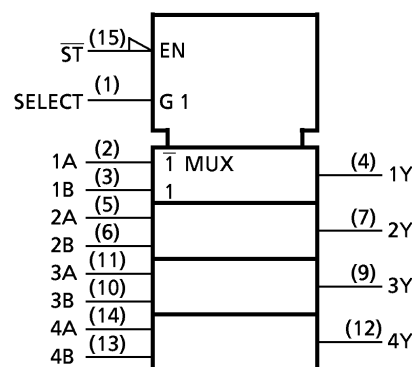 S̅T̅ (15) EN
SELECT (1) G 1
1A (2) 1̅ MUX (4) 1Y
1B (3) 1
2A (5) (7) 2Y
2B (6)
3A (11) (9) 3Y
3B (10)
4A (14) (12) 4Y
4B (13)